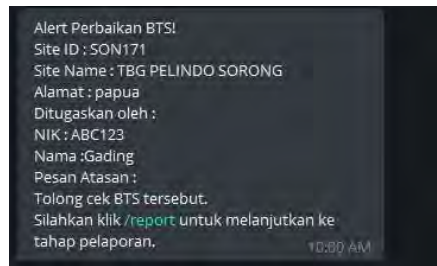 Alert Perbaikan BTS!
Site ID : SON171
Site Name : TBG PELINDO SORONG
Alamat : papua
Ditugaskan oleh :
NIK : ABC123
Nama :Gading
Pesan Atasan :
Tolong cek BTS tersebut.
Silahkan klik /report untuk melanjutkan ke
tahap pelaporan.
10:00 AM